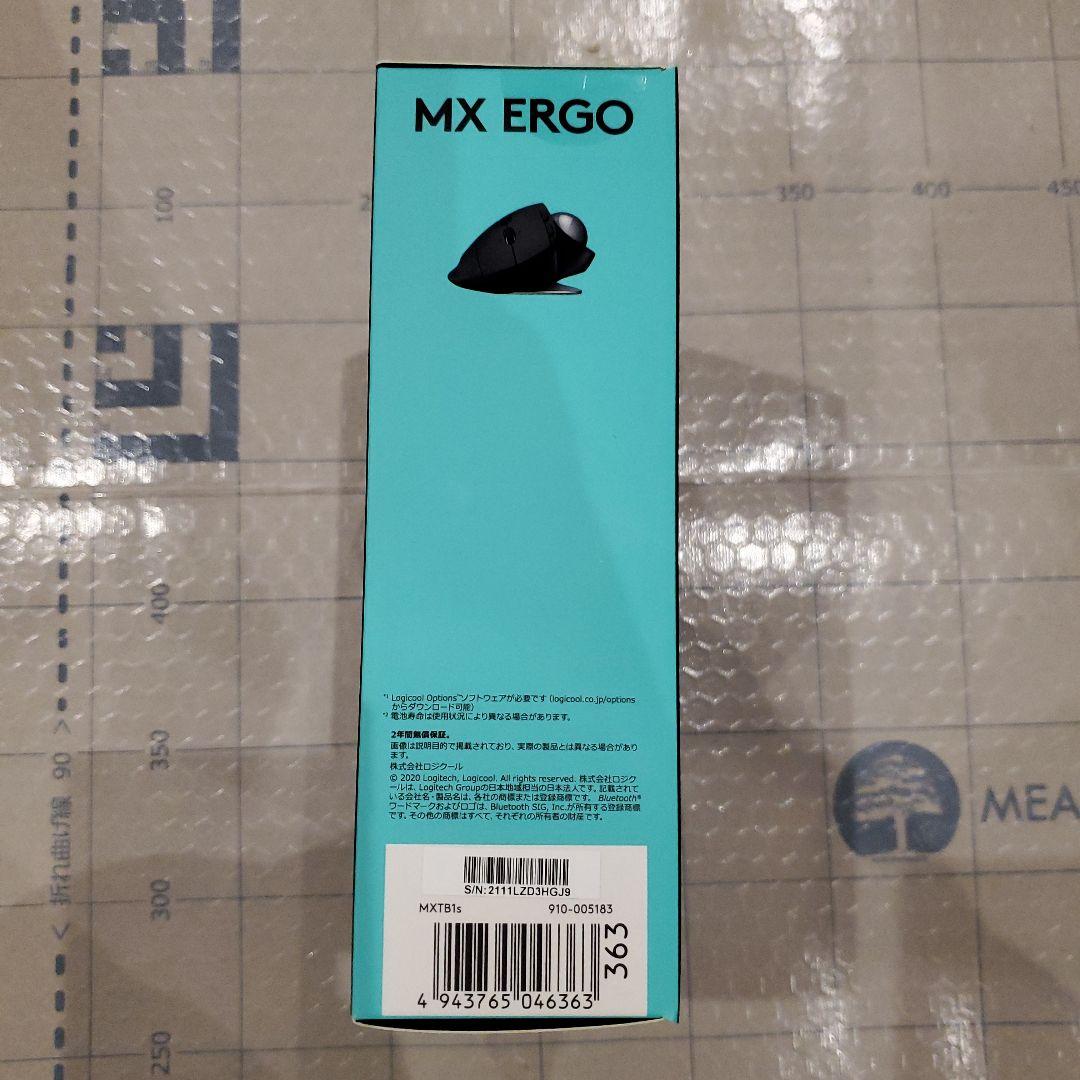 MX ERGO
100
350
400
450
*1 Logicool Options™ソフトウェアが必要です (logicool.co.jp/options
からダウンロード可能)
*2 電池寿命は使用状況により異なる場合があります。
2年間無償保証。
画像は説明目的で掲載されており、実際の製品とは異なる場合があり
ます。
株式会社ロジクール
© 2020 Logitech, Logicool. All rights reserved. 株式会社ロジク
ールは、Logitech Groupの日本地域担当の日本法人です。記載されて
いる会社名・製品名は、各社の商標または登録商標です。 Bluetooth®
ワードマークおよびロゴは、Bluetooth SIG, Inc.が所有する登録商標
です。その他の商標はすべて、それぞれの所有者の財産です。
S/N:2111LZD3HGJ9
MXTB1s 910-005183
363
4 943765 046363
400
350
300
250
< 折れ曲げ線 90 >
MEA